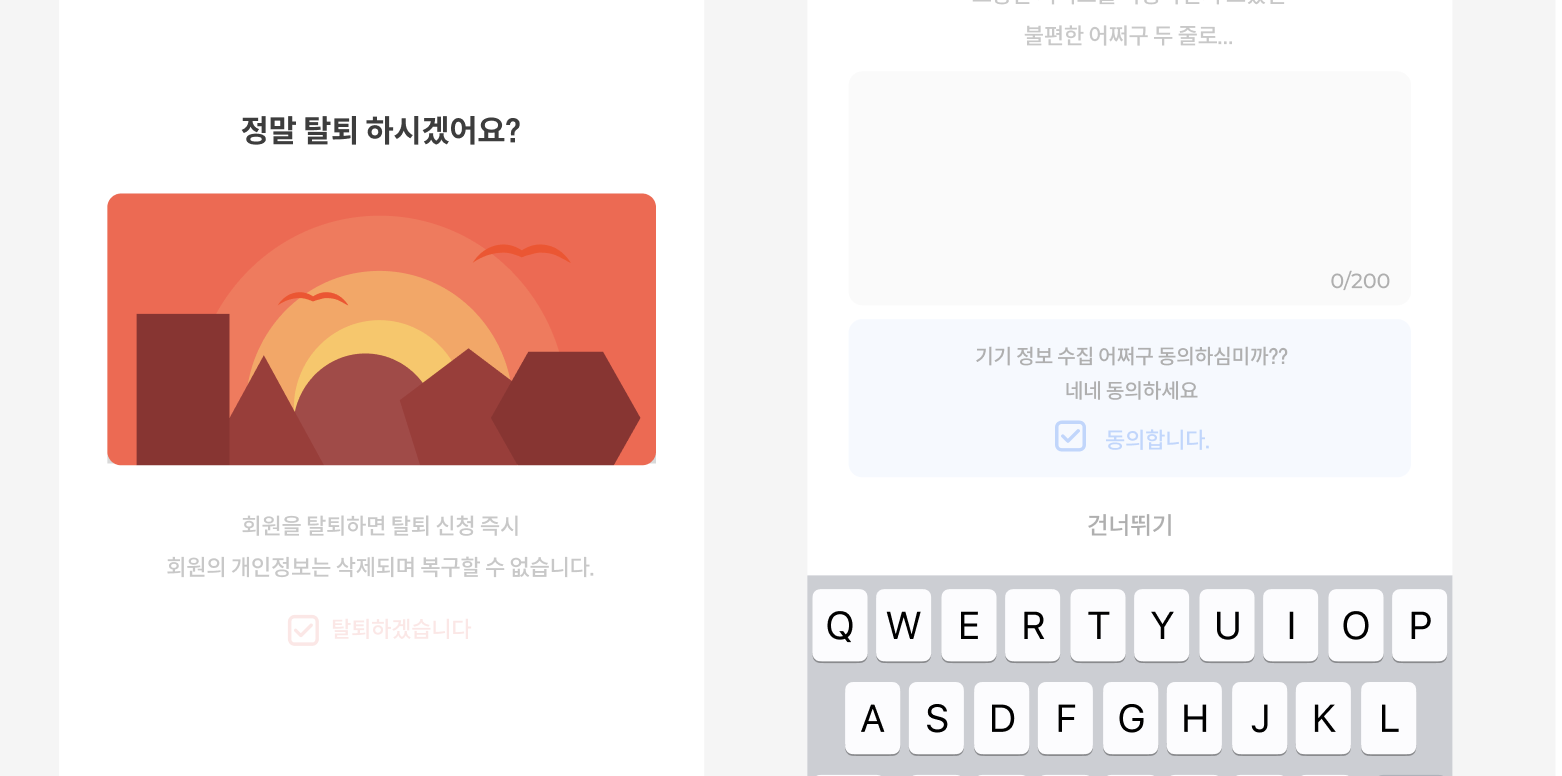 정말 탈퇴 하시겠어요?
회원을 탈퇴하면 탈퇴 신청 즉시
회원의 개인정보는 삭제되며 복구할 수 없습니다.
탈퇴하겠습니다
불편한 어쩌구 두 줄로...
0/200
기기 정보 수집 어쩌구 동의하심미까??
네네 동의하세요
동의합니다.
건너뛰기
Q W E R T Y U I O P
A S D F G H J K L